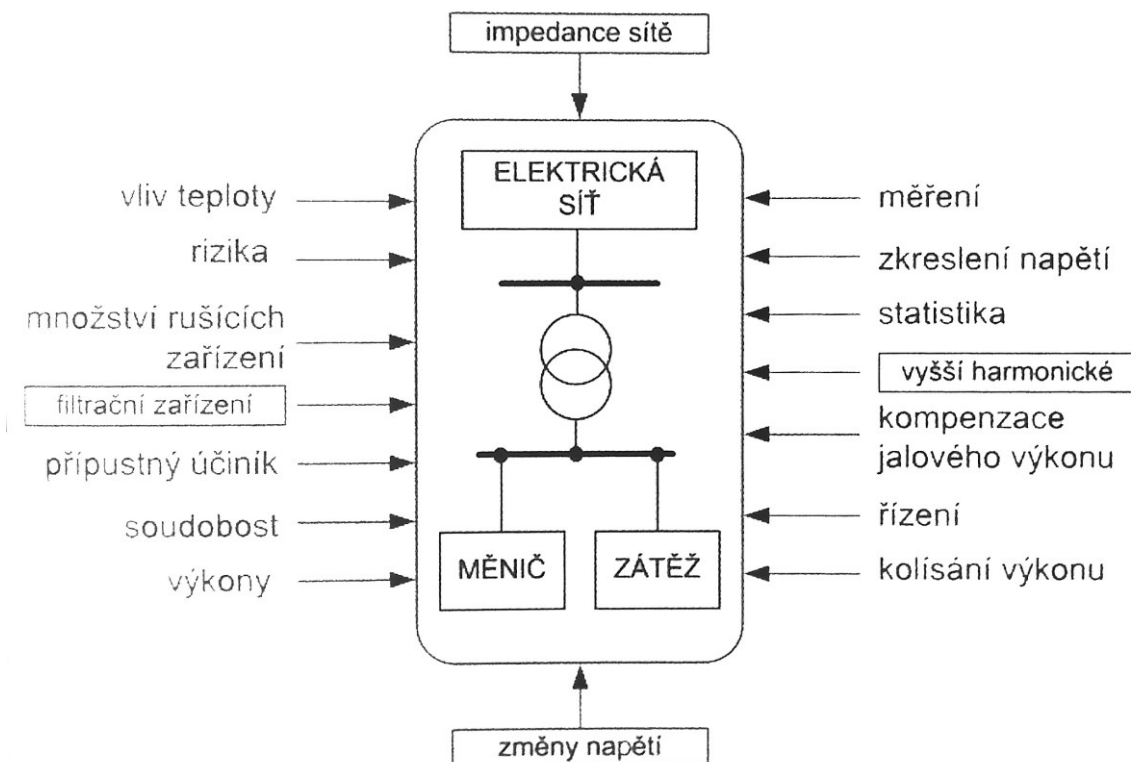 impedance sítě
ELEKTRICKÁ
SÍŤ
vliv teploty
rizika
množství rušících
zařízení
filtrační zařízení
přípustný účiník
soudobost
výkony
měření
zkreslení napětí
statistika
vyšší harmonické
kompenzace
jalového výkonu
řízení
kolísání výkonu
MĚNIČ
ZÁTĚŽ
změny napětí